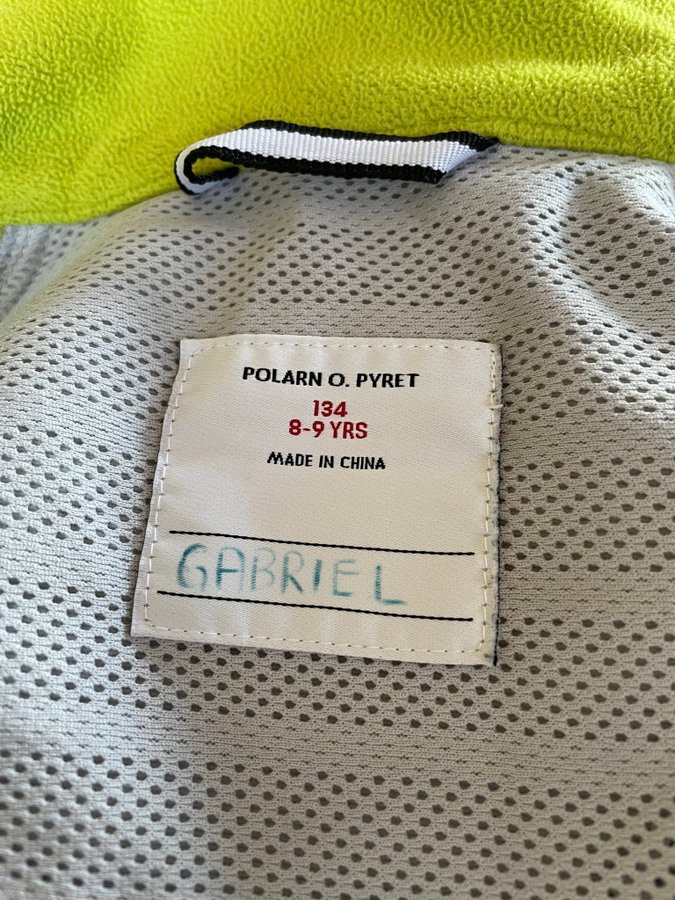 POLARN O. PYRET
134
8-9 YRS
MADE IN CHINA
GABRIEL